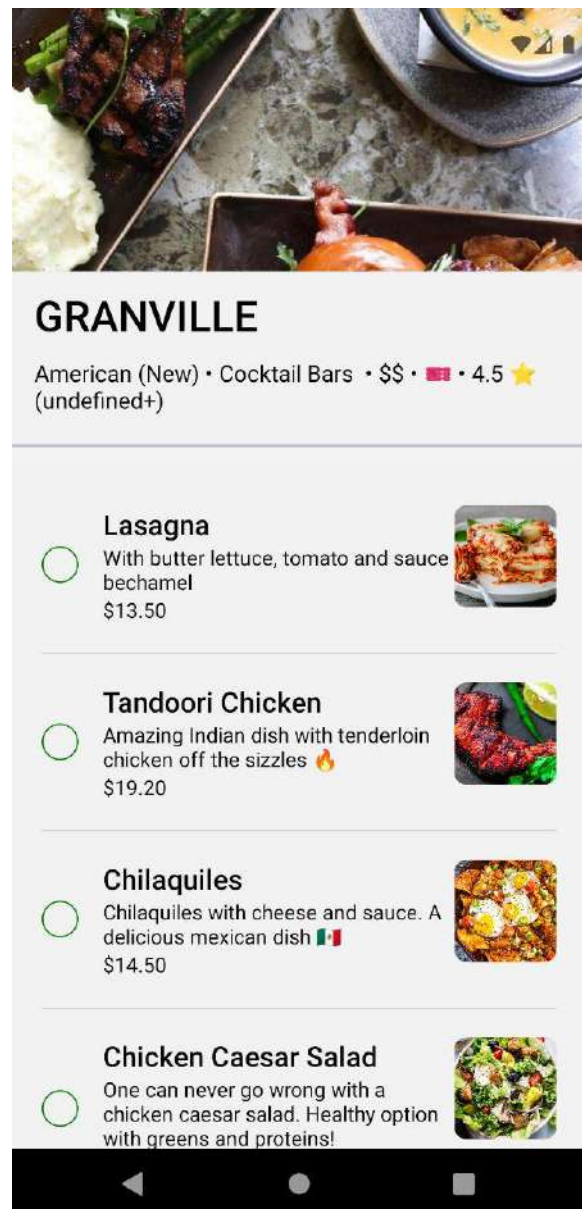 GRANVILLE
American (New) • Cocktail Bars • $$ • 🎫 • 4.5 ⭐
(undefined+)
Lasagna
With butter lettuce, tomato and sauce
bechamel
$13.50
Tandoori Chicken
Amazing Indian dish with tenderloin
chicken off the sizzles 🔥
$19.20
Chilaquiles
Chilaquiles with cheese and sauce. A
delicious mexican dish 🇲🇽
$14.50
Chicken Caesar Salad
One can never go wrong with a
chicken caesar salad. Healthy option
with greens and proteins!